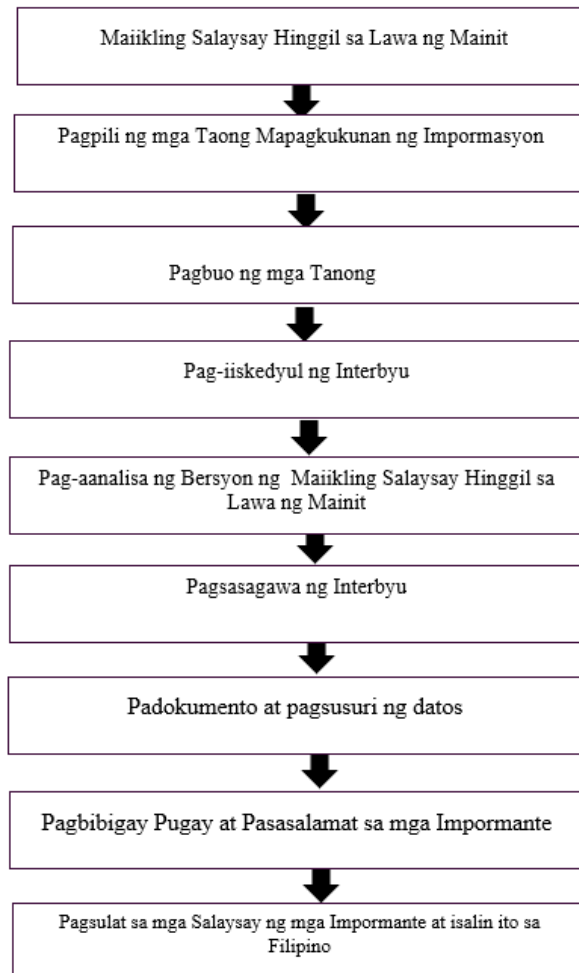 Maiikling Salaysay Hinggil sa Lawa ng Mainit
Pagpili ng mga Taong Mapagkukunan ng Impormasyon
Pagbuo ng mga Tanong
Pag-iiskedyul ng Interbyu
Pag-aanalisa ng Bersyon ng Maiikling Salaysay Hinggil sa
Lawa ng Mainit
Pagsasagawa ng Interbyu
Padokumento at pagsusuri ng datos
Pagbibigay Pugay at Pasasalamat sa mga Impormante
Pagsulat sa mga Salaysay ng mga Impormante at isalin ito sa
Filipino